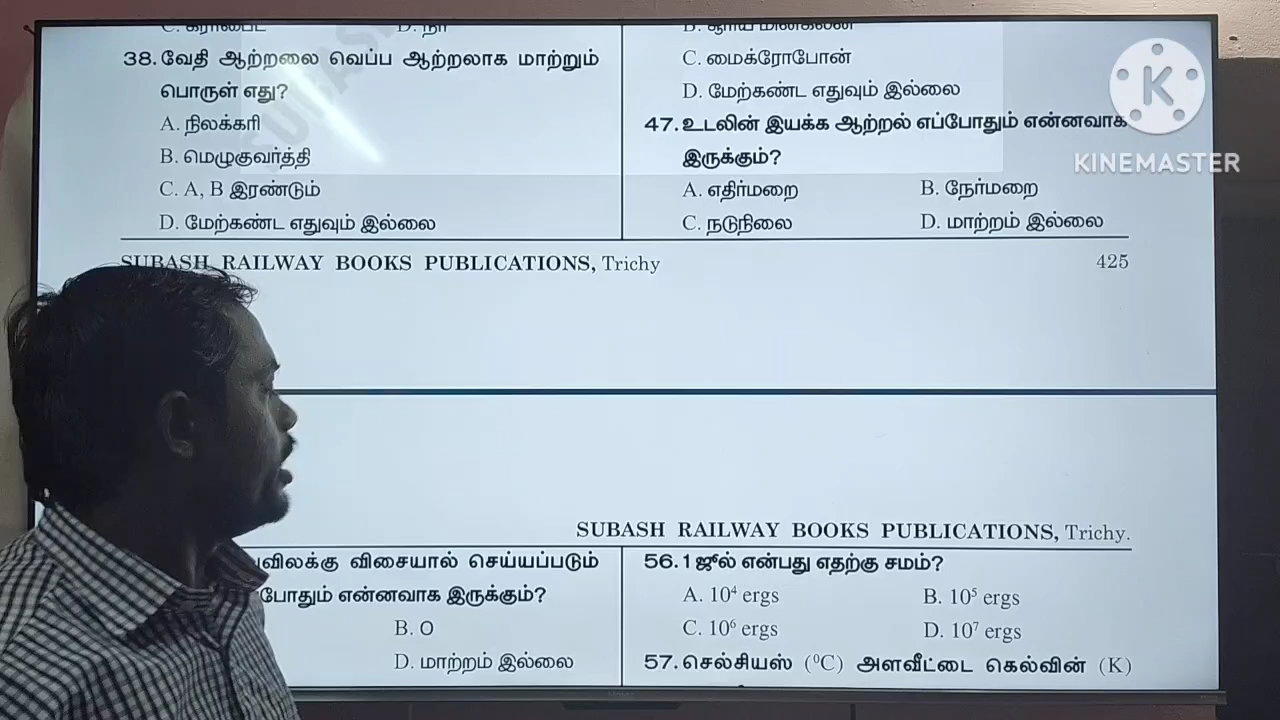 38. வேதி ஆற்றலை வெப்ப ஆற்றலாக மாற்றும்
பொருள் எது?
A. நிலக்கரி
B. மெழுகுவர்த்தி
C. A, B இரண்டும்
D. மேற்கண்ட எதுவும் இல்லை
C. மைக்ரோபோன்
D. மேற்கண்ட எதுவும் இல்லை
47. உடலின் இயக்க ஆற்றல் எப்போதும் என்னவாக
இருக்கும்?
A. எதிர்மறை B. நேர்மறை
C. நடுநிலை D. மாற்றம் இல்லை
K
KINEMASTER
SUBASH RAILWAY BOOKS PUBLICATIONS, Trichy 425
SUBASH RAILWAY BOOKS PUBLICATIONS, Trichy.
விசையால் செய்யப்படும்
என்னவாக இருக்கும்?
B. 0
D. மாற்றம் இல்லை
56. 1 ஜூல் என்பது எதற்கு சமம்?
A. 10⁴ ergs B. 10⁵ ergs
C. 10⁶ ergs D. 10⁷ ergs
57. செல்சியஸ் (⁰C) அளவீட்டை கெல்வின் (K)